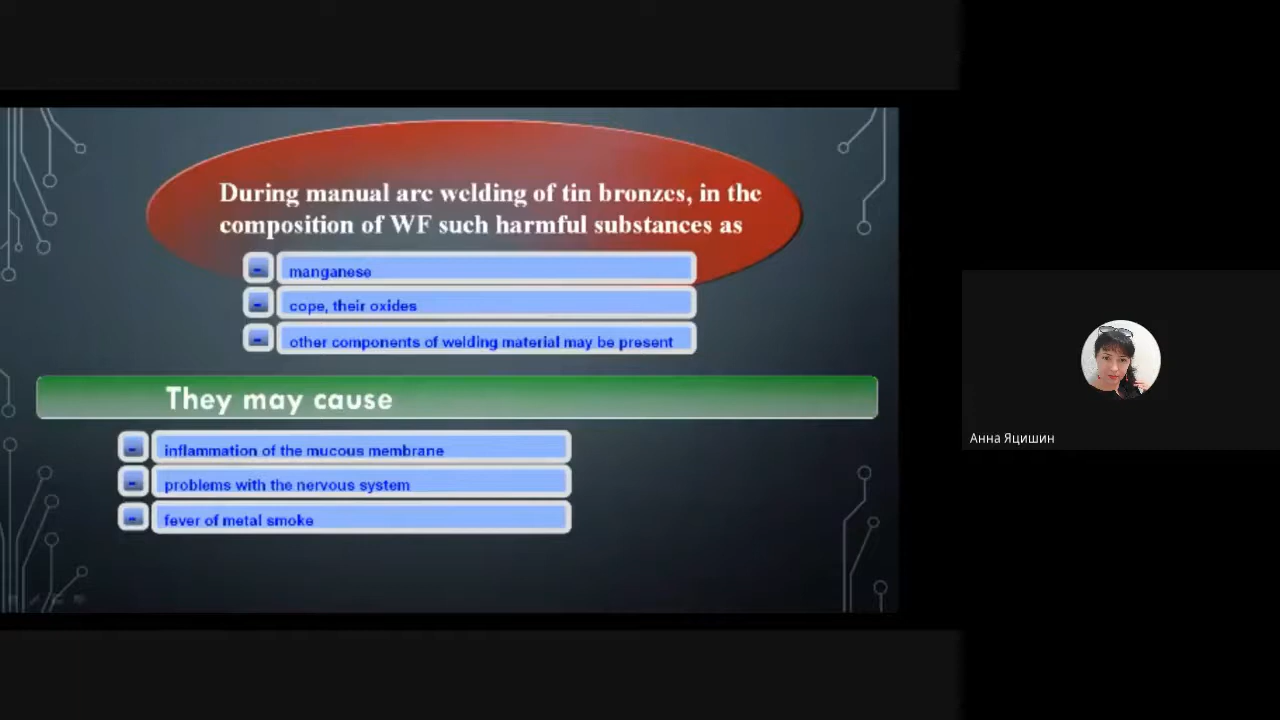 During manual arc welding of tin bronzes, in the
composition of WF such harmful substances as
- manganese
- cope, their oxides
- other components of welding material may be present
They may cause
- inflammation of the mucous membrane
- problems with the nervous system
- fever of metal smoke
Анна Яцишин